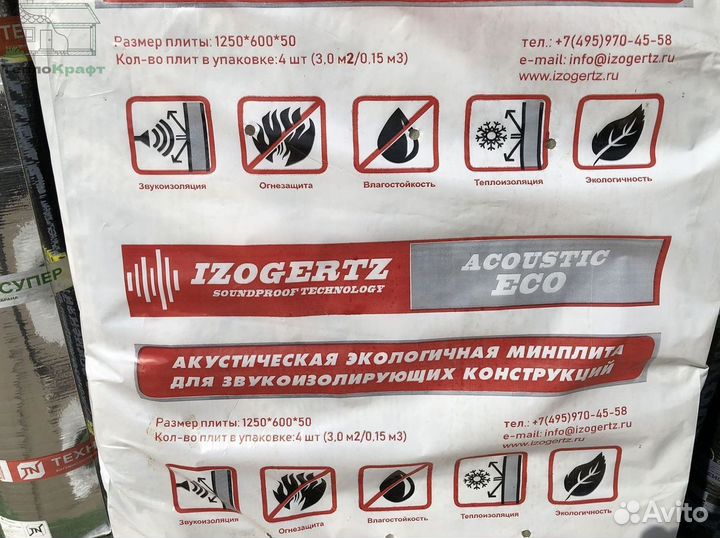 ТеплоКрафт
Размер плиты: 1250*600*50
Кол-во плит в упаковке: 4 шт (3,0 м2/0,15 м3)
тел.: +7(495)970-45-58
e-mail: info@izogertz.ru
www.izogertz.ru
Звукоизоляция
Огнезащита
Влагостойкость
Теплоизоляция
Экологичность
IZOGERTZ
SOUNDPROOF TECHNOLOGY
ACOUSTIC
ECO
СУПЕР
АКУСТИЧЕСКАЯ ЭКОЛОГИЧНАЯ МИНПЛИТА
ДЛЯ ЗВУКОИЗОЛИРУЮЩИХ КОНСТРУКЦИЙ
Размер плиты: 1250*600*50
Кол-во плит в упаковке: 4 шт (3,0 м2/0,15 м3)
тел.: +7(495)970-45-58
e-mail: info@izogertz.ru
www.izogertz.ru
ТЕХН
Звукоизоляция
Огнезащита
Влагостойкость
Теплоизоляция
Экологичность
Avito